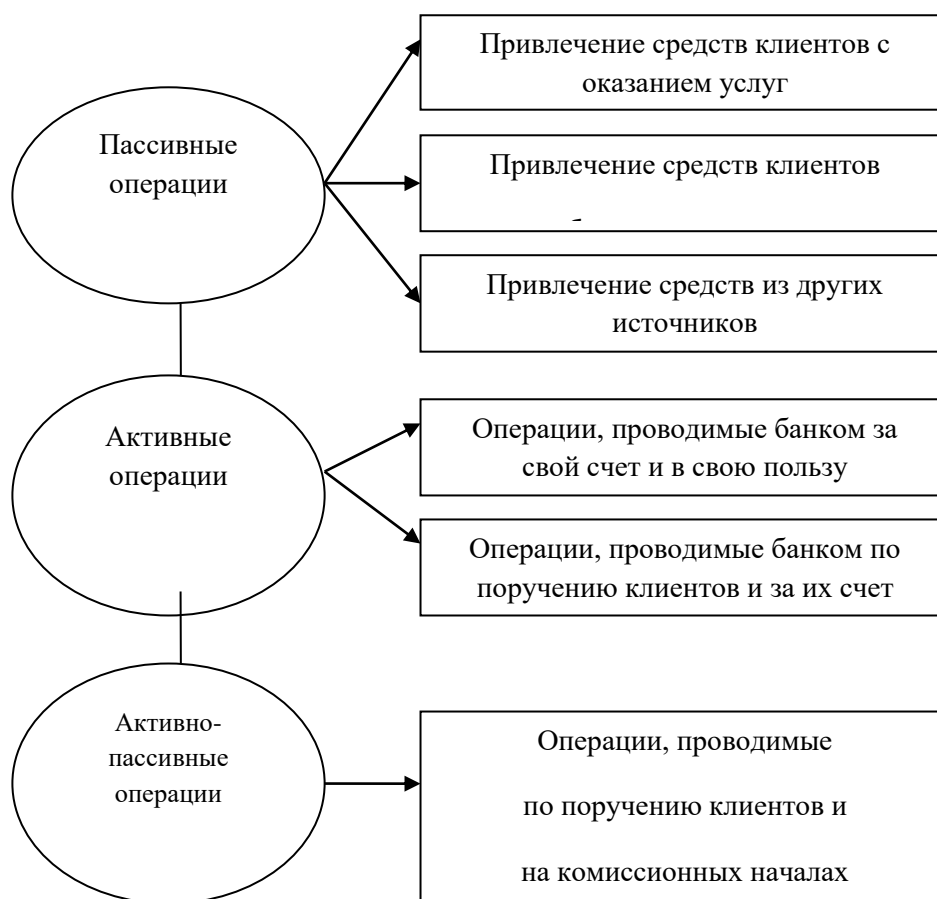 Пассивные
операции
Привлечение средств клиентов с
оказанием услуг
Привлечение средств клиентов
Привлечение средств из других
источников
Активные
операции
Операции, проводимые банком за
свой счет и в свою пользу
Операции, проводимые банком по
поручению клиентов и за их счет
Активно-
пассивные
операции
Операции, проводимые
по поручению клиентов и
на комиссионных началах